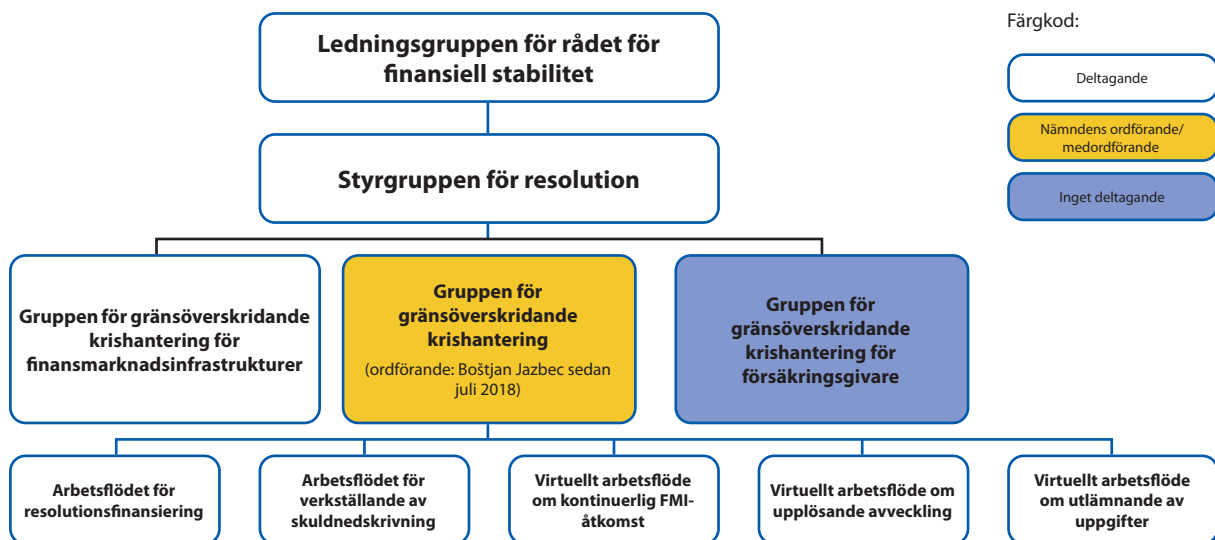 Ledningsgruppen för rådet för
finansiell stabilitet
Färgkod:
Deltagande
Nämndens ordförande/
medordförande
Inget deltagande
Styrgruppen för resolution
Gruppen för gränsöverskridande
krishantering för
finansmarknadsinfrastrukturer
Gruppen för
gränsöverskridande
krishantering
(ordförande: Boštjan Jazbec sedan
juli 2018)
Gruppen för
gränsöverskridande
krishantering för
försäkringsgivare
Arbetsflödet för
resolutionsfinansiering
Arbetsflödet för
verkställande av
skuldnedskrivning
Virtuellt arbetsflöde
om kontinuerlig FMI-
åtkomst
Virtuellt arbetsflöde om
upplösande avveckling
Virtuellt arbetsflöde
om utlämnande av
uppgifter